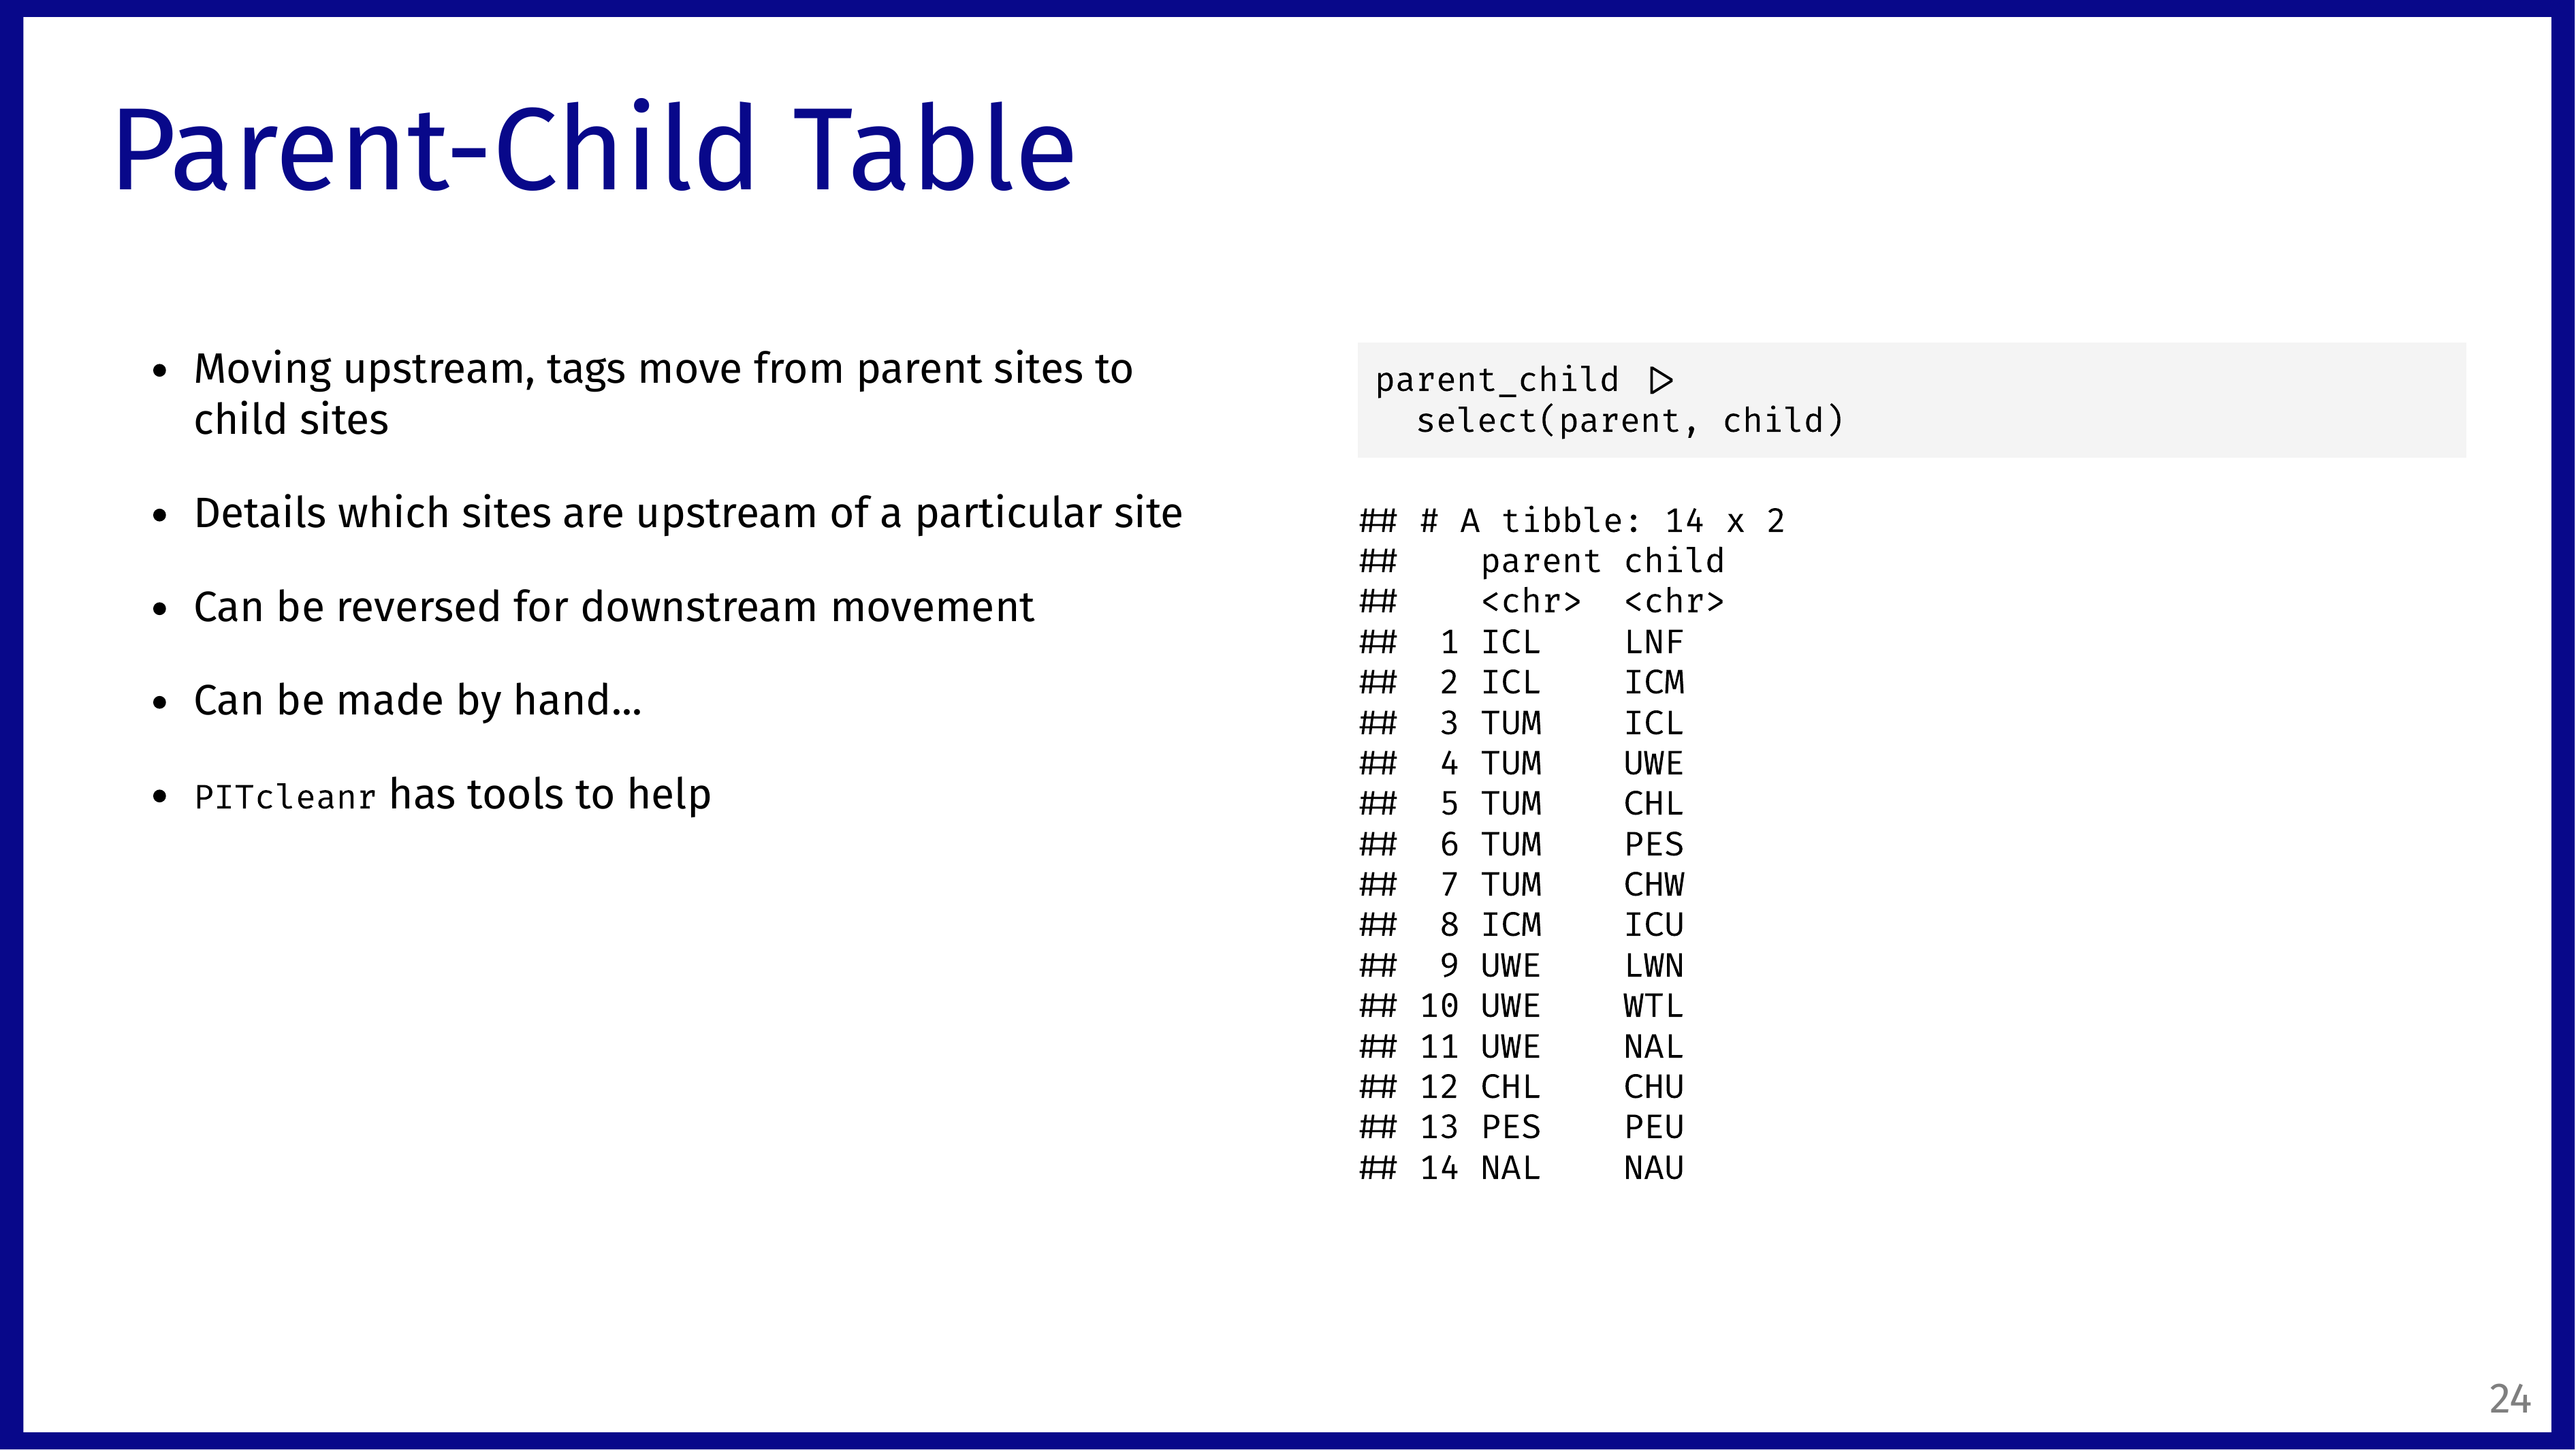 Parent-Child Table
• Moving upstream, tags move from parent sites to
child sites
• Details which sites are upstream of a particular site
• Can be reversed for downstream movement
• Can be made by hand...
• PITcleanr has tools to help
parent_child |>
  select(parent, child)
## # A tibble: 14 x 2
##    parent child
##    <chr>  <chr>
##  1 ICL    LNF
##  2 ICL    ICM
##  3 TUM    ICL
##  4 TUM    UWE
##  5 TUM    CHL
##  6 TUM    PES
##  7 TUM    CHW
##  8 ICM    ICU
##  9 UWE    LWN
## 10 UWE    WTL
## 11 UWE    NAL
## 12 CHL    CHU
## 13 PES    PEU
## 14 NAL    NAU
24